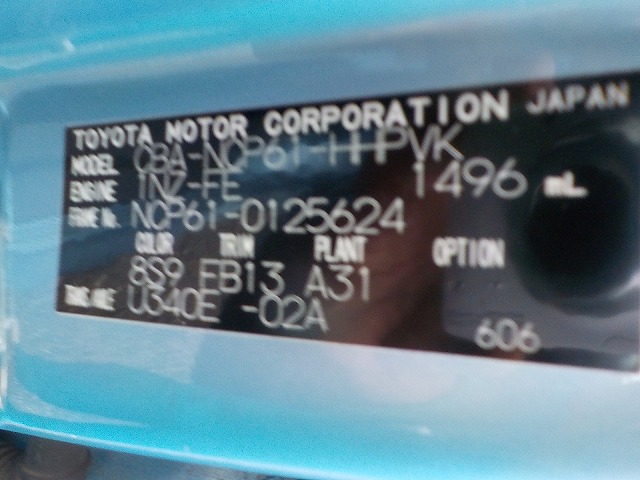 TOYOTA MOTOR CORPORATION JAPAN
MODEL CBA-NCP61-HHPVK
ENGINE 1NZ-FE 1496 mL
FRAME No. NCP61-0125624
COLOR TRIM PLANT OPTION
8S9 FB13 A31
TRANS./AXLE U340E -02A
606